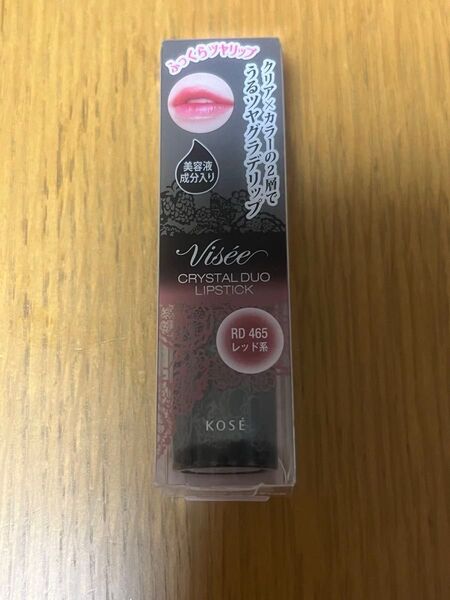 ふっくらツヤリップ
クリア×カラーの2層で
うるツヤグラデリップ
美容液
成分入り
Visée
CRYSTAL DUO
LIPSTICK
RD 465
レッド系
KOSÉ